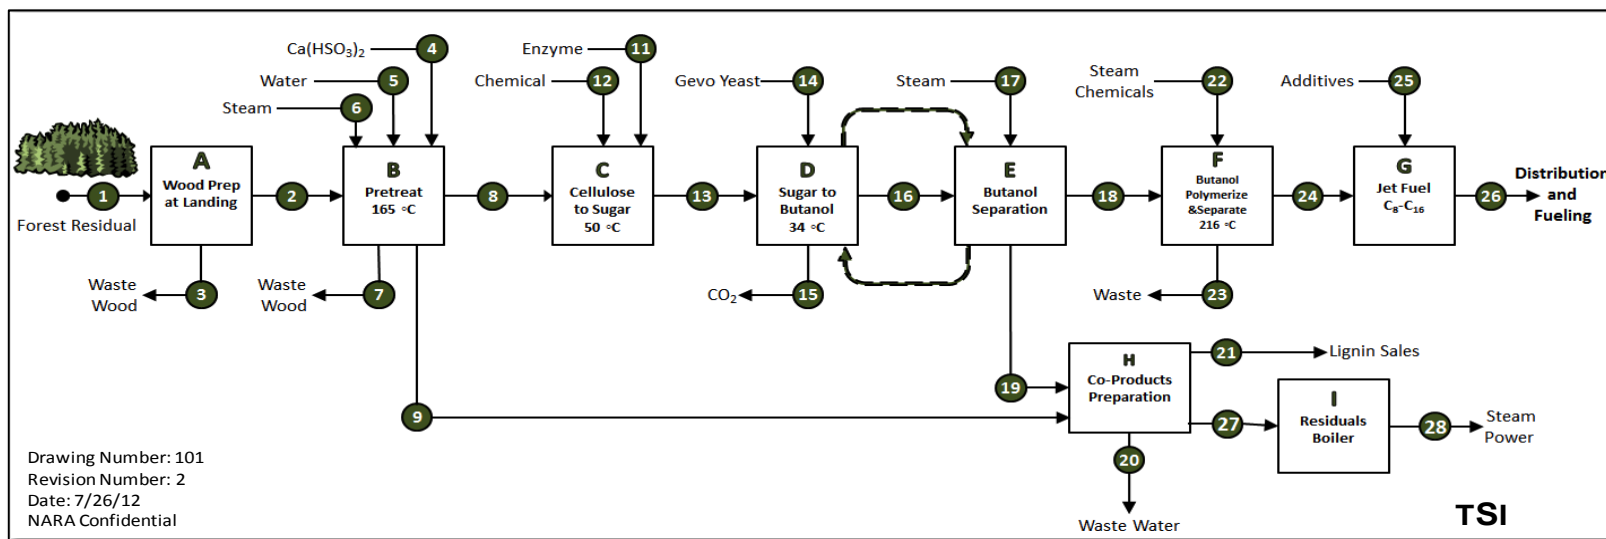 Ca(HSO₃)₂ 4
Enzyme 11
Water 5
Chemical 12
Gevo Yeast 14
Steam 17
Steam
Chemicals 22
Additives 25
Steam 6
A
Wood Prep
at Landing
B
Pretreat
165 °C
C
Cellulose
to Sugar
50 °C
D
Sugar to
Butanol
34 °C
E
Butanol
Separation
F
Butanol
Polymerize
&Separate
216 °C
G
Jet Fuel
C₈-C₁₆
Distribution
and
Fueling
1
2
8
13
16
18
24
26
Forest Residual
Waste
Wood 3
Waste
Wood 7
CO₂ 15
Waste 23
H
Co-Products
Preparation
21 Lignin Sales
19
9
27
I
Residuals
Boiler
28 Steam
Power
20
Waste Water
Drawing Number: 101
Revision Number: 2
Date: 7/26/12
NARA Confidential
TSI